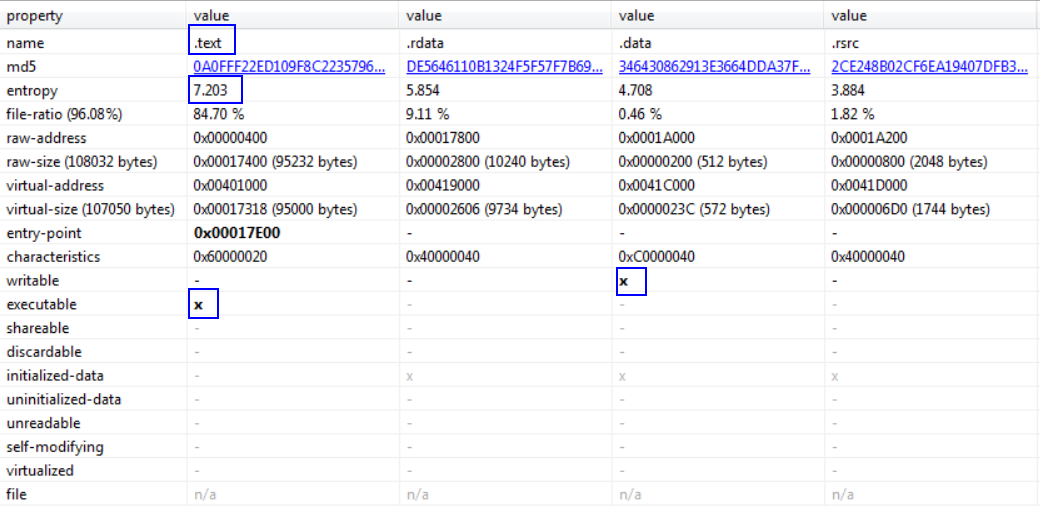 property value value value value
name .text .rdata .data .rsrc
md5 0A0FFF22ED109F8C2235796... DE5646110B1324F5F57F7B69... 346430862913E3664DDA37F... 2CE248B02CF6EA19407DFB3...
entropy 7.203 5.854 4.708 3.884
file-ratio (96.08%) 84.70 % 9.11 % 0.46 % 1.82 %
raw-address 0x00000400 0x00017800 0x0001A000 0x0001A200
raw-size (108032 bytes) 0x00017400 (95232 bytes) 0x00002800 (10240 bytes) 0x00000200 (512 bytes) 0x00000800 (2048 bytes)
virtual-address 0x00401000 0x00419000 0x0041C000 0x0041D000
virtual-size (107050 bytes) 0x00017318 (95000 bytes) 0x00002606 (9734 bytes) 0x0000023C (572 bytes) 0x000006D0 (1744 bytes)
entry-point 0x00017E00 - - -
characteristics 0x60000020 0x40000040 0xC0000040 0x40000040
writable - - x -
executable x - - -
shareable - - - -
discardable - - - -
initialized-data - x x x
uninitialized-data - - - -
unreadable - - - -
self-modifying - - - -
virtualized - - - -
file n/a n/a n/a n/a